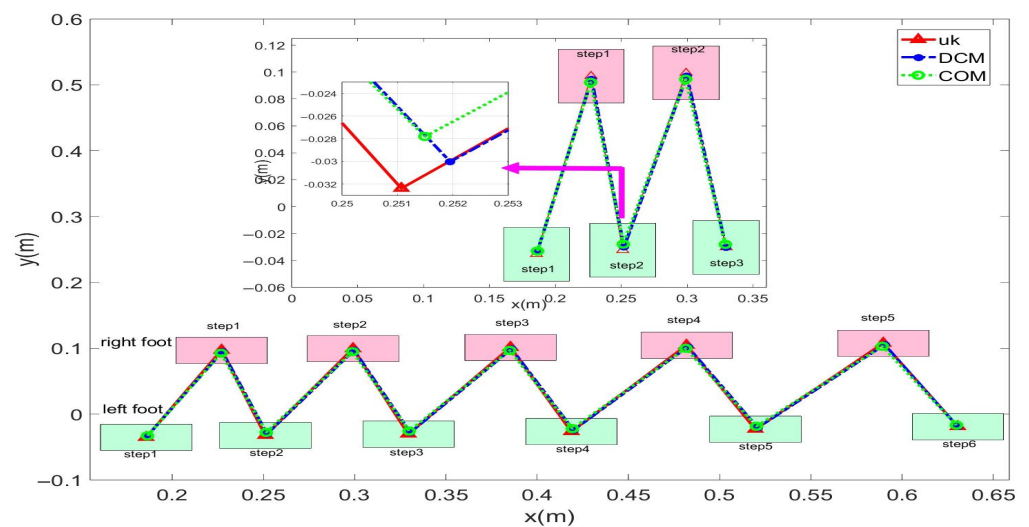 0.6
0.5
0.4
0.3
0.2
0.1
0
−0.1
y(m)
0.2 0.25 0.3 0.35 0.4 0.45 0.5 0.55 0.6 0.65
x(m)
uk
DCM
COM
0.12
0.1
0.08
0.06
0.04
0.02
0
−0.02
−0.04
−0.06
0 0.05 0.1 0.15 0.2 0.25 0.3 0.35
x(m)
step1 step2
step1 step2 step3
−0.024
−0.026
−0.028
−0.03
−0.032
0.25 0.251 0.252 0.253
right foot
step1 step2 step3 step4 step5
left foot
step1 step2 step3 step4 step5 step6